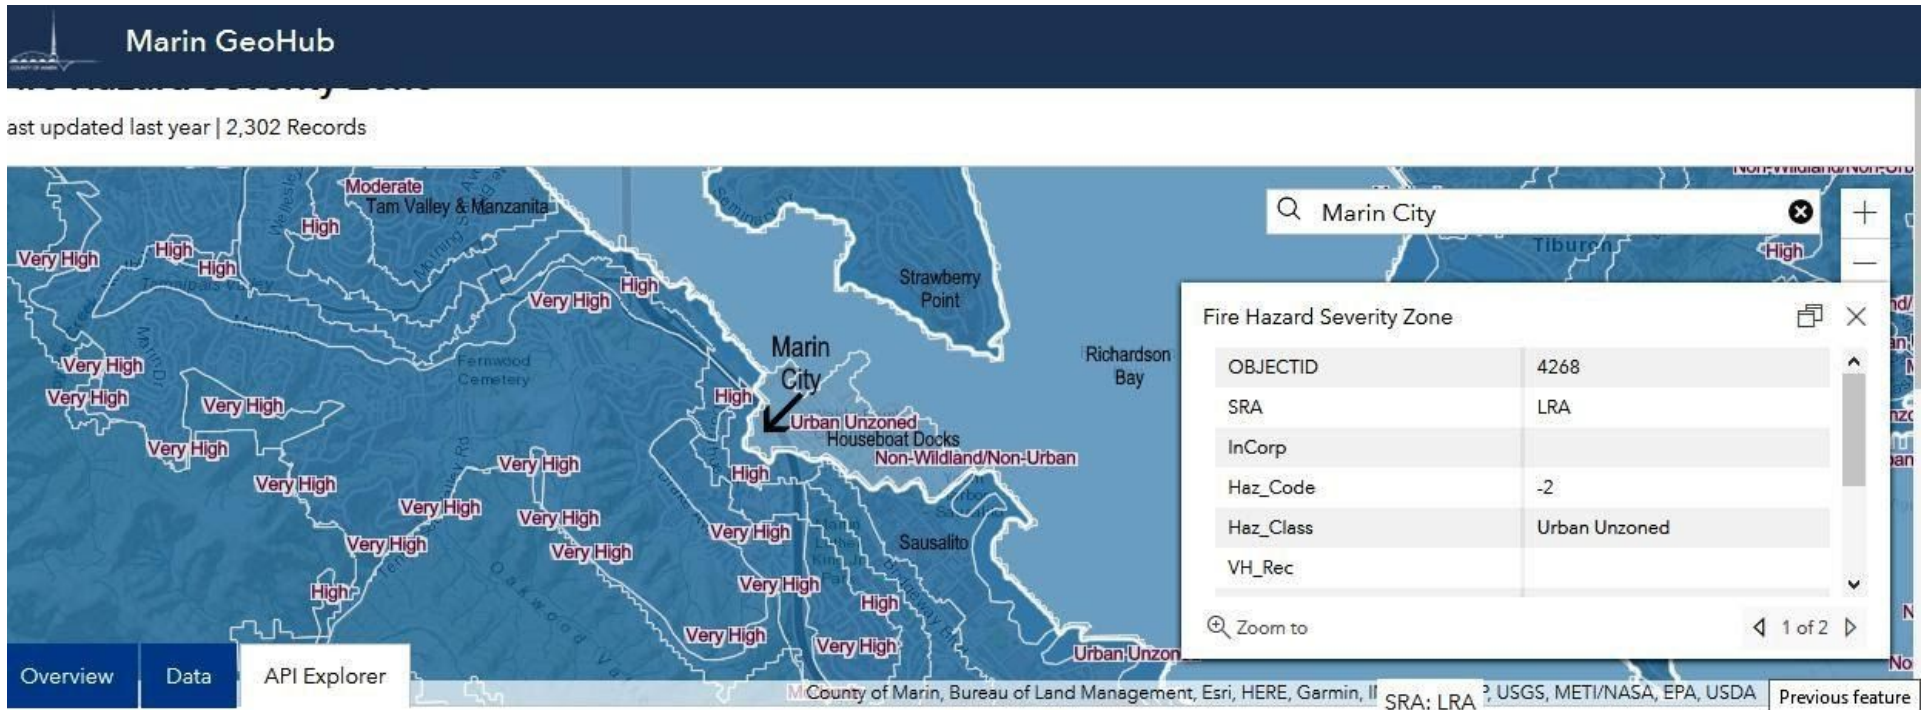 Marin GeoHub
ast updated last year | 2,302 Records
Moderate
Tam Valley & Manzanita
High
Very High
High
High
Very High
High
Strawberry
Point
Marin City
Tiburon
High
Fire Hazard Severity Zone
OBJECTID 4268
SRA LRA
InCorp
Haz_Code -2
Haz_Class Urban Unzoned
VH_Rec
Zoom to
1 of 2
Very High
Very High
Very High
Very High
Fernwood
Cemetery
Marin
City
High
Urban Unzoned
Houseboat Docks
Non-Wildland/Non-Urban
Richardson
Bay
Very High
Very High
High
Very High
Very High
Very High
Very High
Very High
Sausalito
High
Very High
High
Very High
Very High
Urban Unzon
Oakwood
Overview
Data
API Explorer
County of Marin, Bureau of Land Management, Esri, HERE, Garmin, I
SRA: LRA
P, USGS, METI/NASA, EPA, USDA
Previous feature